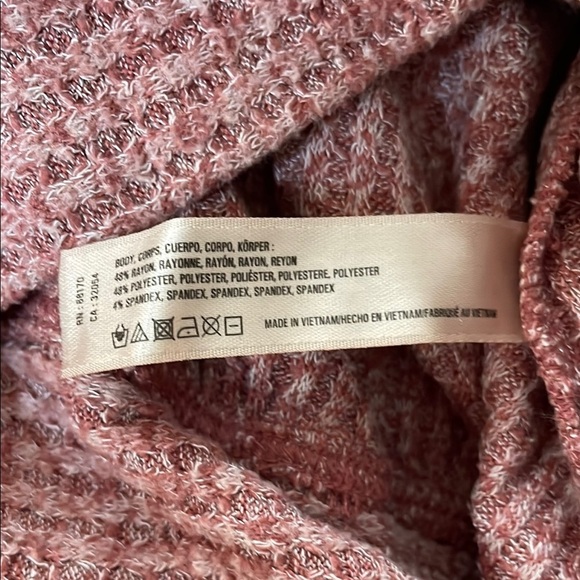 BODY, CORPS, CUERPO, CORPO, KÖRPER :
48% RAYON, RAYONNE, RAYÓN, RAYON, REYON
48% POLYESTER, POLYESTER, POLIÉSTER, POLYESTERE, POLYESTER
4% SPANDEX, SPANDEX, SPANDEX, SPANDEX, SPANDEX
MADE IN VIETNAM/HECHO EN VIETNAM/FABRIQUÉ AU VIETNAM
RN : 88170
CA : 32054